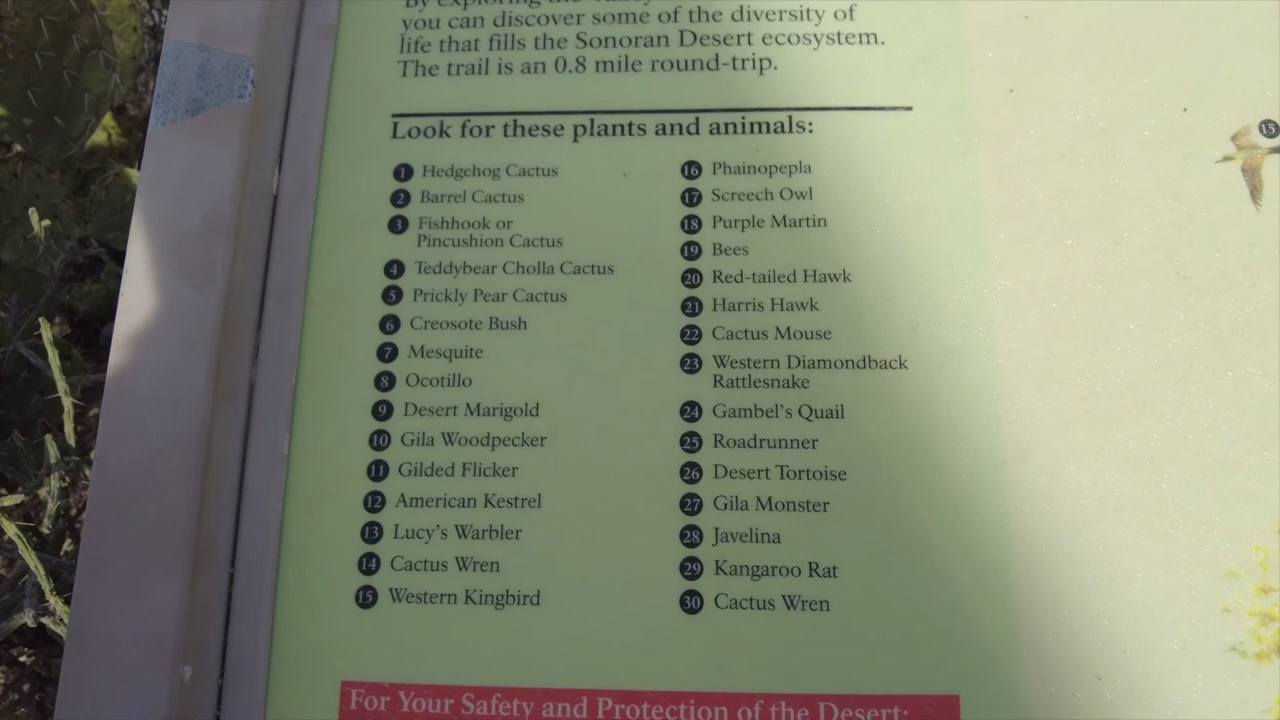 By exploring the Valley
you can discover some of the diversity of
life that fills the Sonoran Desert ecosystem.
The trail is an 0.8 mile round-trip.
Look for these plants and animals:
1 Hedgehog Cactus
2 Barrel Cactus
3 Fishhook or
Pincushion Cactus
4 Teddybear Cholla Cactus
5 Prickly Pear Cactus
6 Creosote Bush
7 Mesquite
8 Ocotillo
9 Desert Marigold
10 Gila Woodpecker
11 Gilded Flicker
12 American Kestrel
13 Lucy's Warbler
14 Cactus Wren
15 Western Kingbird
16 Phainopepla
17 Screech Owl
18 Purple Martin
19 Bees
20 Red-tailed Hawk
21 Harris Hawk
22 Cactus Mouse
23 Western Diamondback
Rattlesnake
24 Gambel's Quail
25 Roadrunner
26 Desert Tortoise
27 Gila Monster
28 Javelina
29 Kangaroo Rat
30 Cactus Wren
15
For Your Safety and Protection of the Desert: